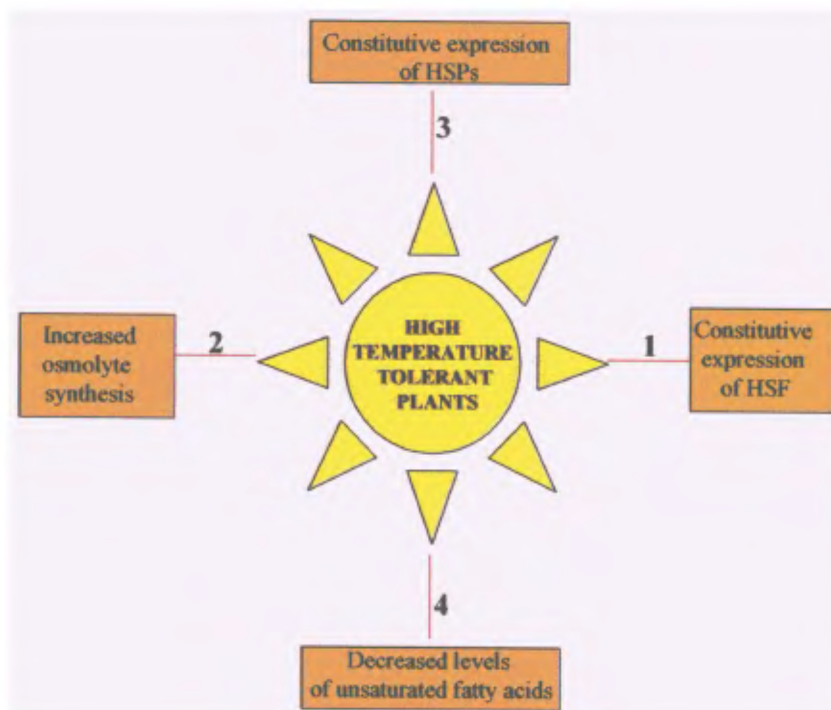 Constitutive expression
of HSPs
3
Increased
osmolyte
synthesis
2
HIGH
TEMPERATURE
TOLERANT
PLANTS
1
Constitutive
expression
of HSF
4
Decreased levels
of unsaturated fatty acids